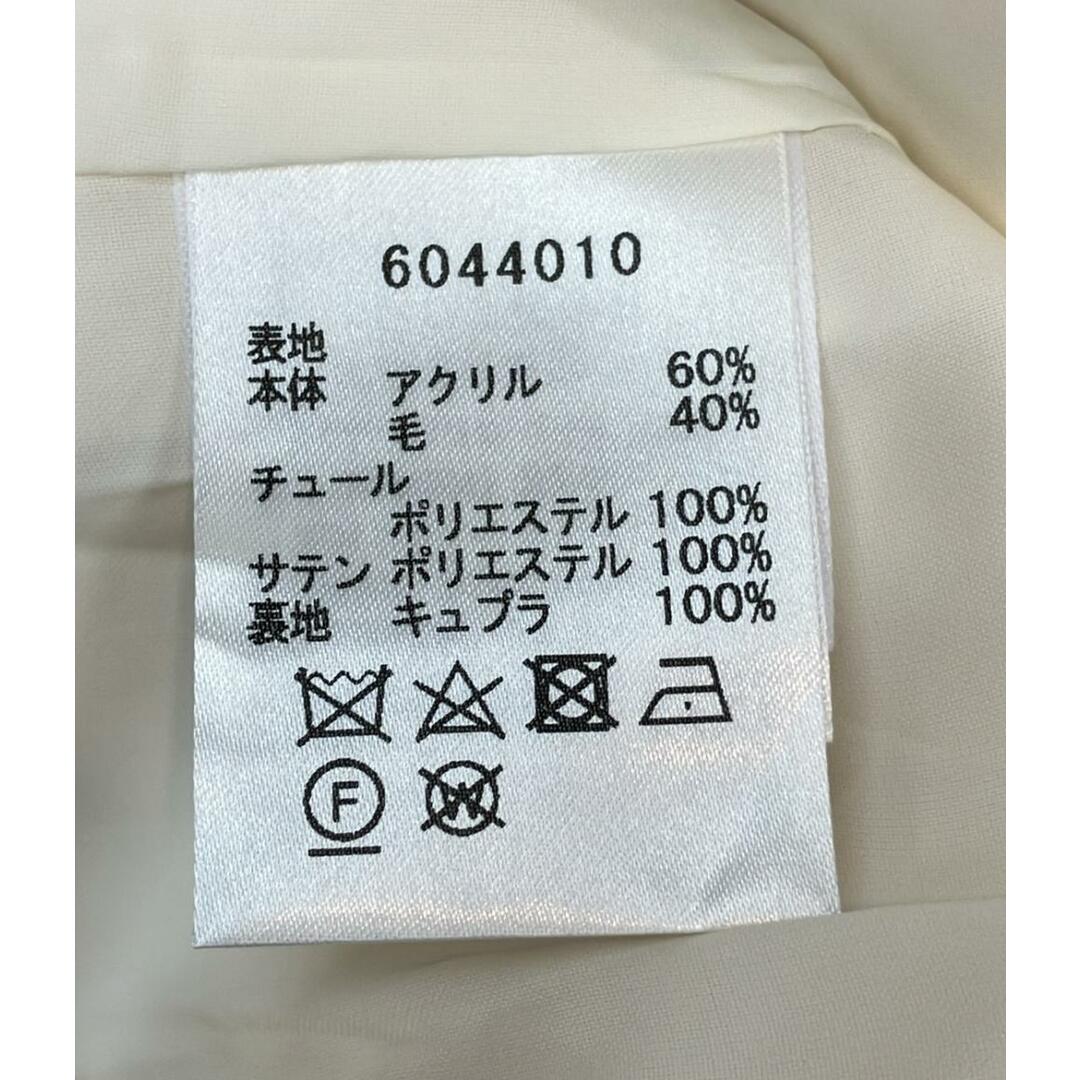 6044010
表地
本体 アクリル 60%
毛 40%
チュール
ポリエステル 100%
サテン ポリエステル 100%
裏地 キュプラ 100%
F W